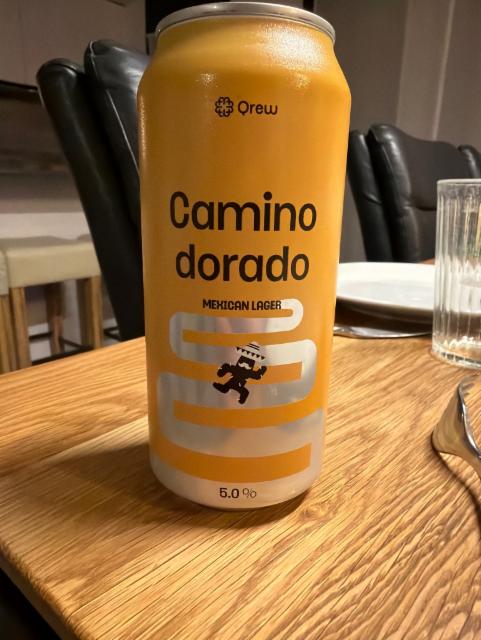 Qrew
Camino
dorado
MEXICAN LAGER
5.0%